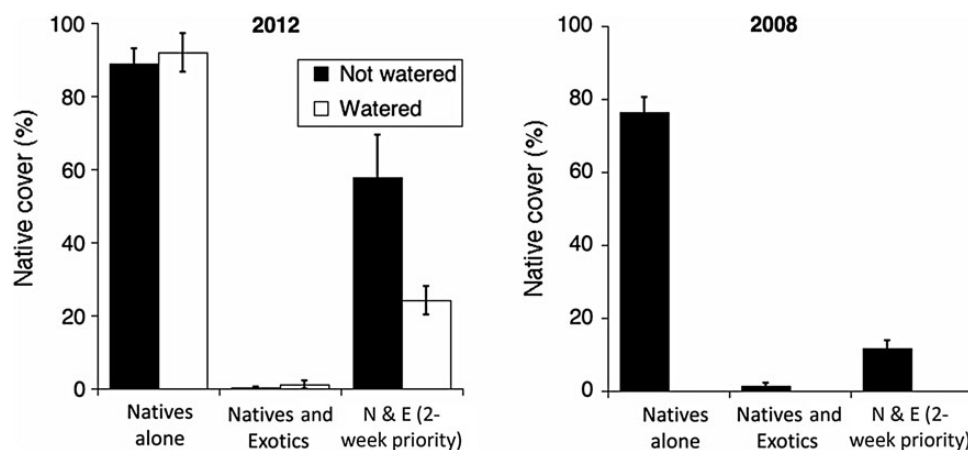 2012
Native cover (%)
100
80
60
40
20
0
Not watered
Watered
Natives
alone
Natives and
Exotics
N & E (2-
week priority)
2008
Native cover (%)
100
80
60
40
20
0
Natives
alone
Natives and
Exotics
N & E (2-
week priority)